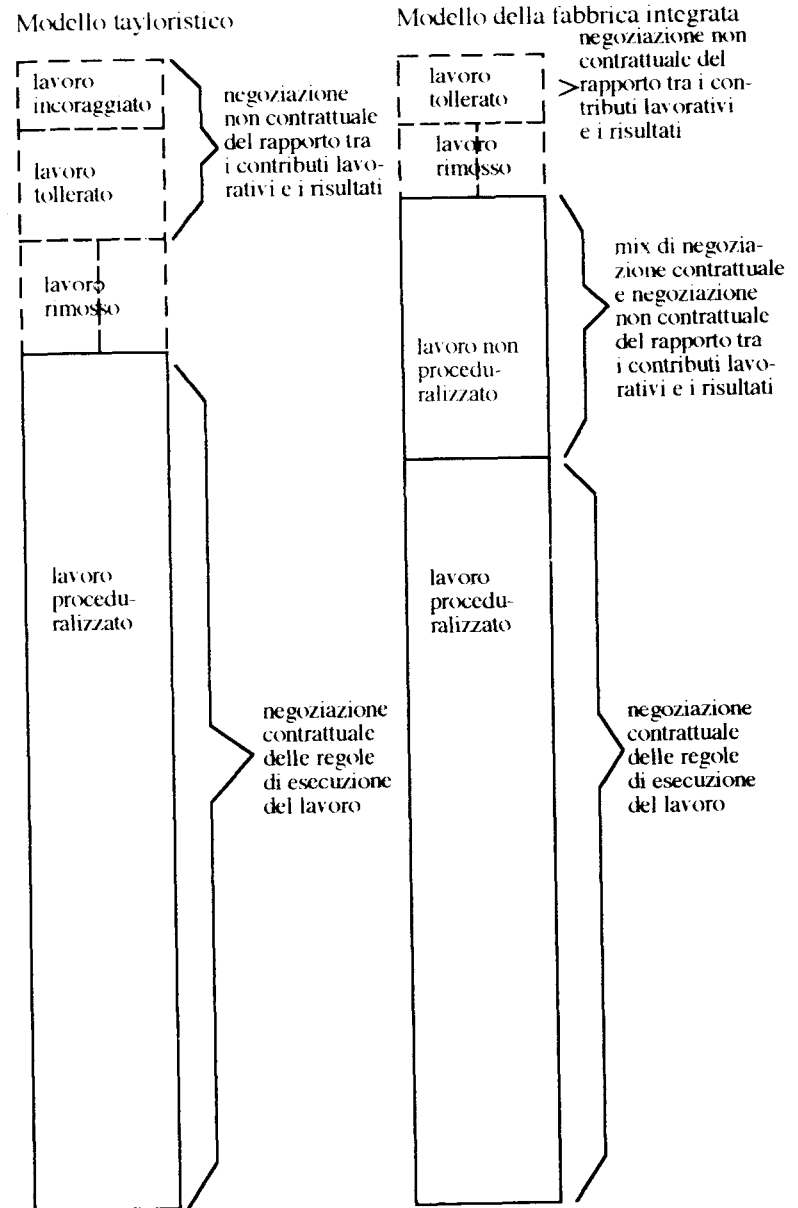 Modello tayloristico
lavoro
incoraggiato
lavoro
tollerato
negoziazione
non contrattuale
del rapporto tra
i contributi lavo-
rativi e i risultati
lavoro
rimosso
lavoro
procedu-
ralizzato
negoziazione
contrattuale
delle regole
di esecuzione
del lavoro
Modello della fabbrica integrata
lavoro
tollerato
negoziazione non
contrattuale del
rapporto tra i con-
tributi lavorativi
e i risultati
lavoro
rimosso
lavoro non
procedu-
ralizzato
mix di negozia-
zione contrattuale
e negoziazione
non contrattuale
del rapporto tra
i contributi lavo-
rativi e i risultati
lavoro
procedu-
ralizzato
negoziazione
contrattuale
delle regole
di esecuzione
del lavoro